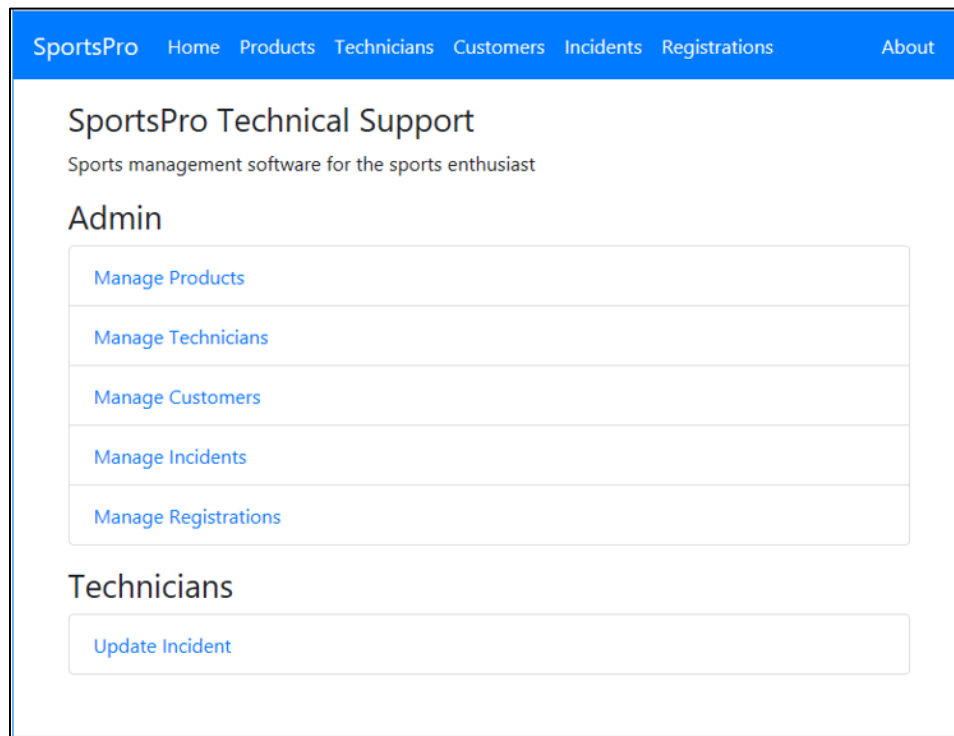 SportsPro Home Products Technicians Customers Incidents Registrations About
SportsPro Technical Support
Sports management software for the sports enthusiast
Admin
Manage Products
Manage Technicians
Manage Customers
Manage Incidents
Manage Registrations
Technicians
Update Incident